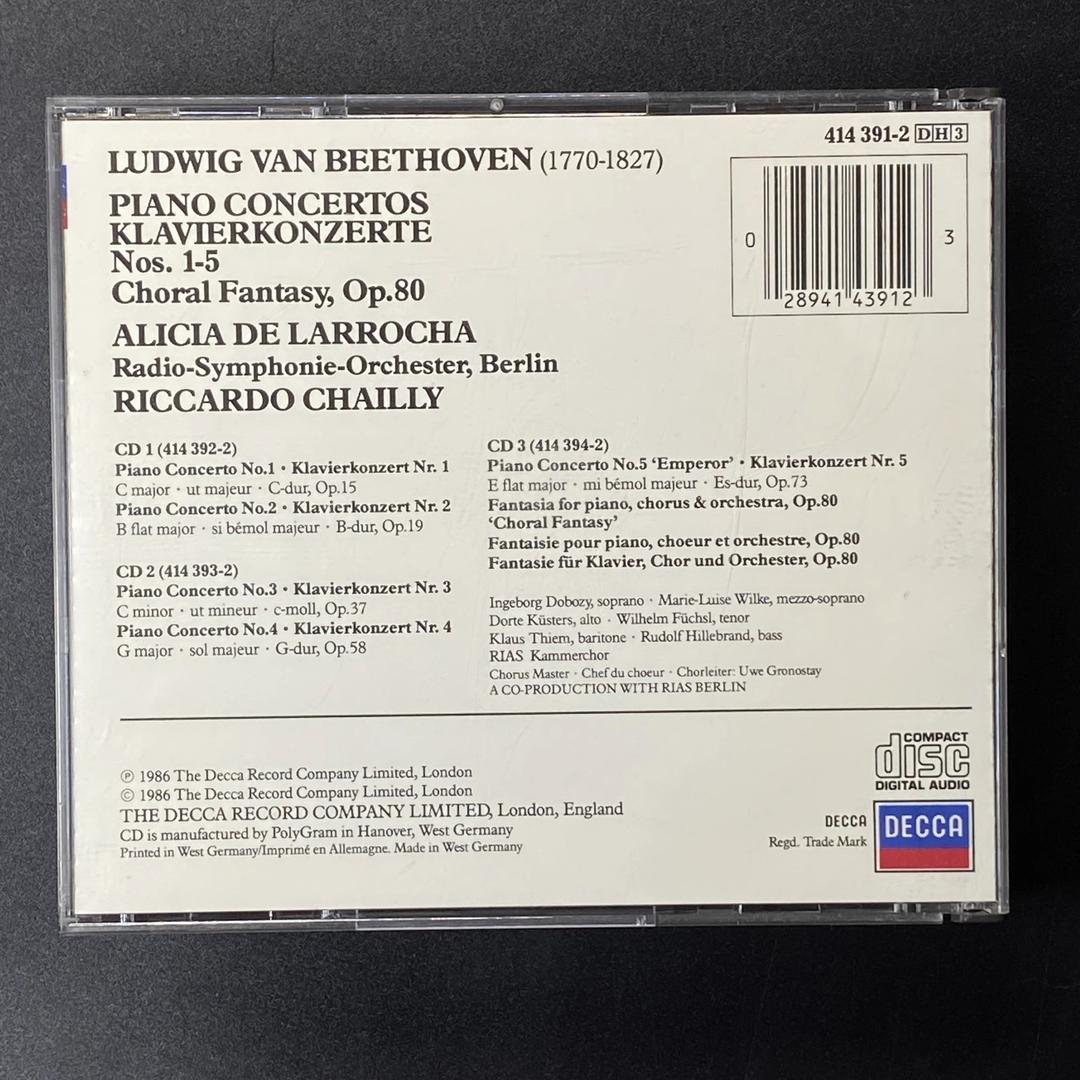 414 391-2 DH3
LUDWIG VAN BEETHOVEN (1770-1827)
PIANO CONCERTOS
KLAVIERKONZERTE
Nos. 1-5
Choral Fantasy, Op.80
ALICIA DE LARROCHA
Radio-Symphonie-Orchester, Berlin
RICCARDO CHAILLY
0 28941 43912 3
CD 1 (414 392-2)
Piano Concerto No.1 · Klavierkonzert Nr. 1
C major · ut majeur · C-dur, Op.15
Piano Concerto No.2 · Klavierkonzert Nr. 2
B flat major · si bémol majeur · B-dur, Op.19
CD 2 (414 393-2)
Piano Concerto No.3 · Klavierkonzert Nr. 3
C minor · ut mineur · c-moll, Op.37
Piano Concerto No.4 · Klavierkonzert Nr. 4
G major · sol majeur · G-dur, Op.58
CD 3 (414 394-2)
Piano Concerto No.5 ‘Emperor’ · Klavierkonzert Nr. 5
E flat major · mi bémol majeur · Es-dur, Op.73
Fantasia for piano, chorus & orchestra, Op.80
‘Choral Fantasy’
Fantaisie pour piano, choeur et orchestre, Op.80
Fantasie für Klavier, Chor und Orchester, Op.80
Ingeborg Dobozy, soprano · Marie-Luise Wilke, mezzo-soprano
Dorte Küsters, alto · Wilhelm Füchsl, tenor
Klaus Thiem, baritone · Rudolf Hillebrand, bass
RIAS Kammerchor
Chorus Master · Chef du choeur · Chorleiter: Uwe Gronostay
A CO-PRODUCTION WITH RIAS BERLIN
℗ 1986 The Decca Record Company Limited, London
© 1986 The Decca Record Company Limited, London
THE DECCA RECORD COMPANY LIMITED, London, England
CD is manufactured by PolyGram in Hanover, West Germany
Printed in West Germany/Imprimé en Allemagne. Made in West Germany
COMPACT
disc
DIGITAL AUDIO
DECCA
Regd. Trade Mark
DECCA